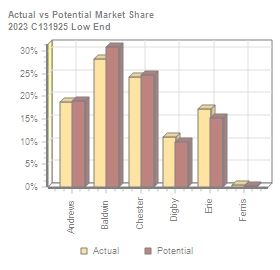 Actual vs Potential Market Share
2023 C131925 Low End
30%
25%
20%
15%
10%
5%
0%
Andrews
Baldwin
Chester
Digby
Erie
Ferris
Actual
Potential